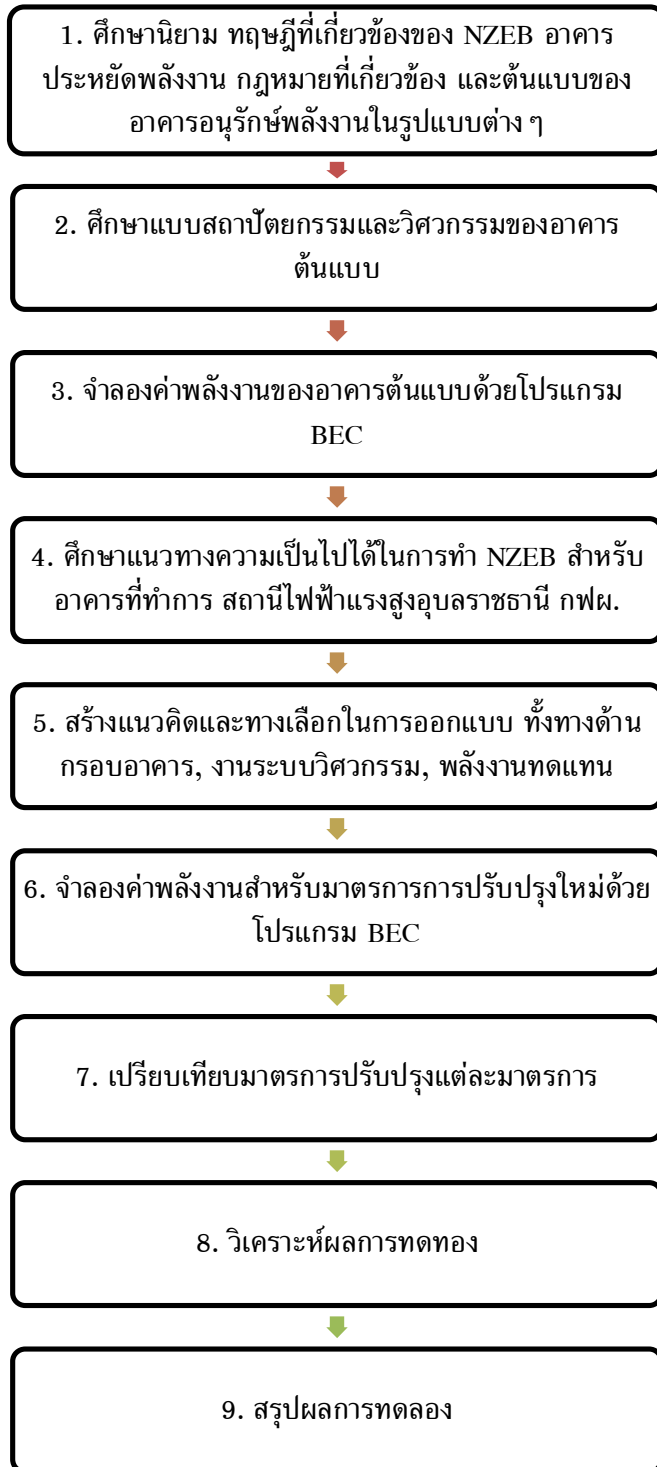 1. ศึกษานิยาม ทฤษฎีที่เกี่ยวข้องของ NZEB อาคาร
ประหยัดพลังงาน กฎหมายที่เกี่ยวข้อง และต้นแบบของ
อาคารอนุรักษ์พลังงานในรูปแบบต่าง ๆ
2. ศึกษาแบบสถาปัตยกรรมและวิศวกรรมของอาคาร
ต้นแบบ
3. จำลองค่าพลังงานของอาคารต้นแบบด้วยโปรแกรม
BEC
4. ศึกษาแนวทางความเป็นไปได้ในการทำ NZEB สำหรับ
อาคารที่ทำการ สถานีไฟฟ้าแรงสูงอุบลราชธานี กฟผ.
5. สร้างแนวคิดและทางเลือกในการออกแบบ ทั้งทางด้าน
กรอบอาคาร, งานระบบวิศวกรรม, พลังงานทดแทน
6. จำลองค่าพลังงานสำหรับมาตรการการปรับปรุงใหม่ด้วย
โปรแกรม BEC
7. เปรียบเทียบมาตรการปรับปรุงแต่ละมาตรการ
8. วิเคราะห์ผลการทดทอง
9. สรุปผลการทดลอง